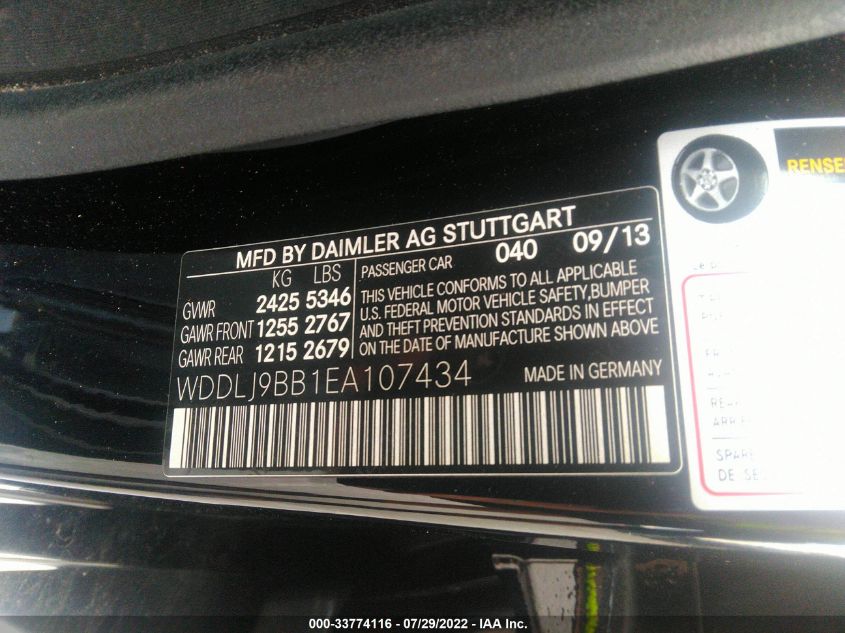 MFD BY DAIMLER AG STUTTGART
KG LBS
GVWR 2425 5346
GAWR FRONT 1255 2767
GAWR REAR 1215 2679
PASSENGER CAR 040 09/13
THIS VEHICLE CONFORMS TO ALL APPLICABLE
U.S. FEDERAL MOTOR VEHICLE SAFETY,BUMPER
AND THEFT PREVENTION STANDARDS IN EFFECT
ON THE DATE OF MANUFACTURE SHOWN ABOVE
WDDLJ9BB1EA107434
MADE IN GERMANY
SPARE
DE SE
000-33774116 - 07/29/2022 - IAA Inc.